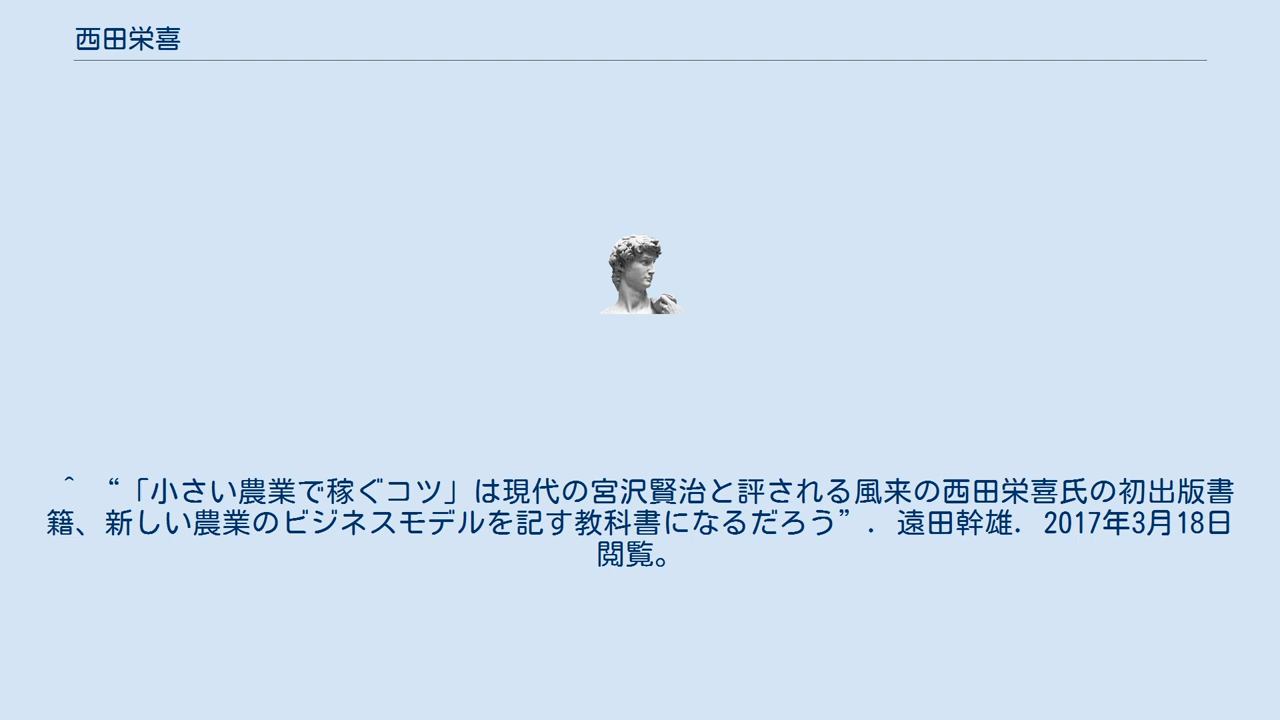 西田栄喜
^ “「小さい農業で稼ぐコツ」は現代の宮沢賢治と評される風来の西田栄喜氏の初出版書
籍、新しい農業のビジネスモデルを記す教科書になるだろう”. 遠田幹雄. 2017年3月18日
閲覧。